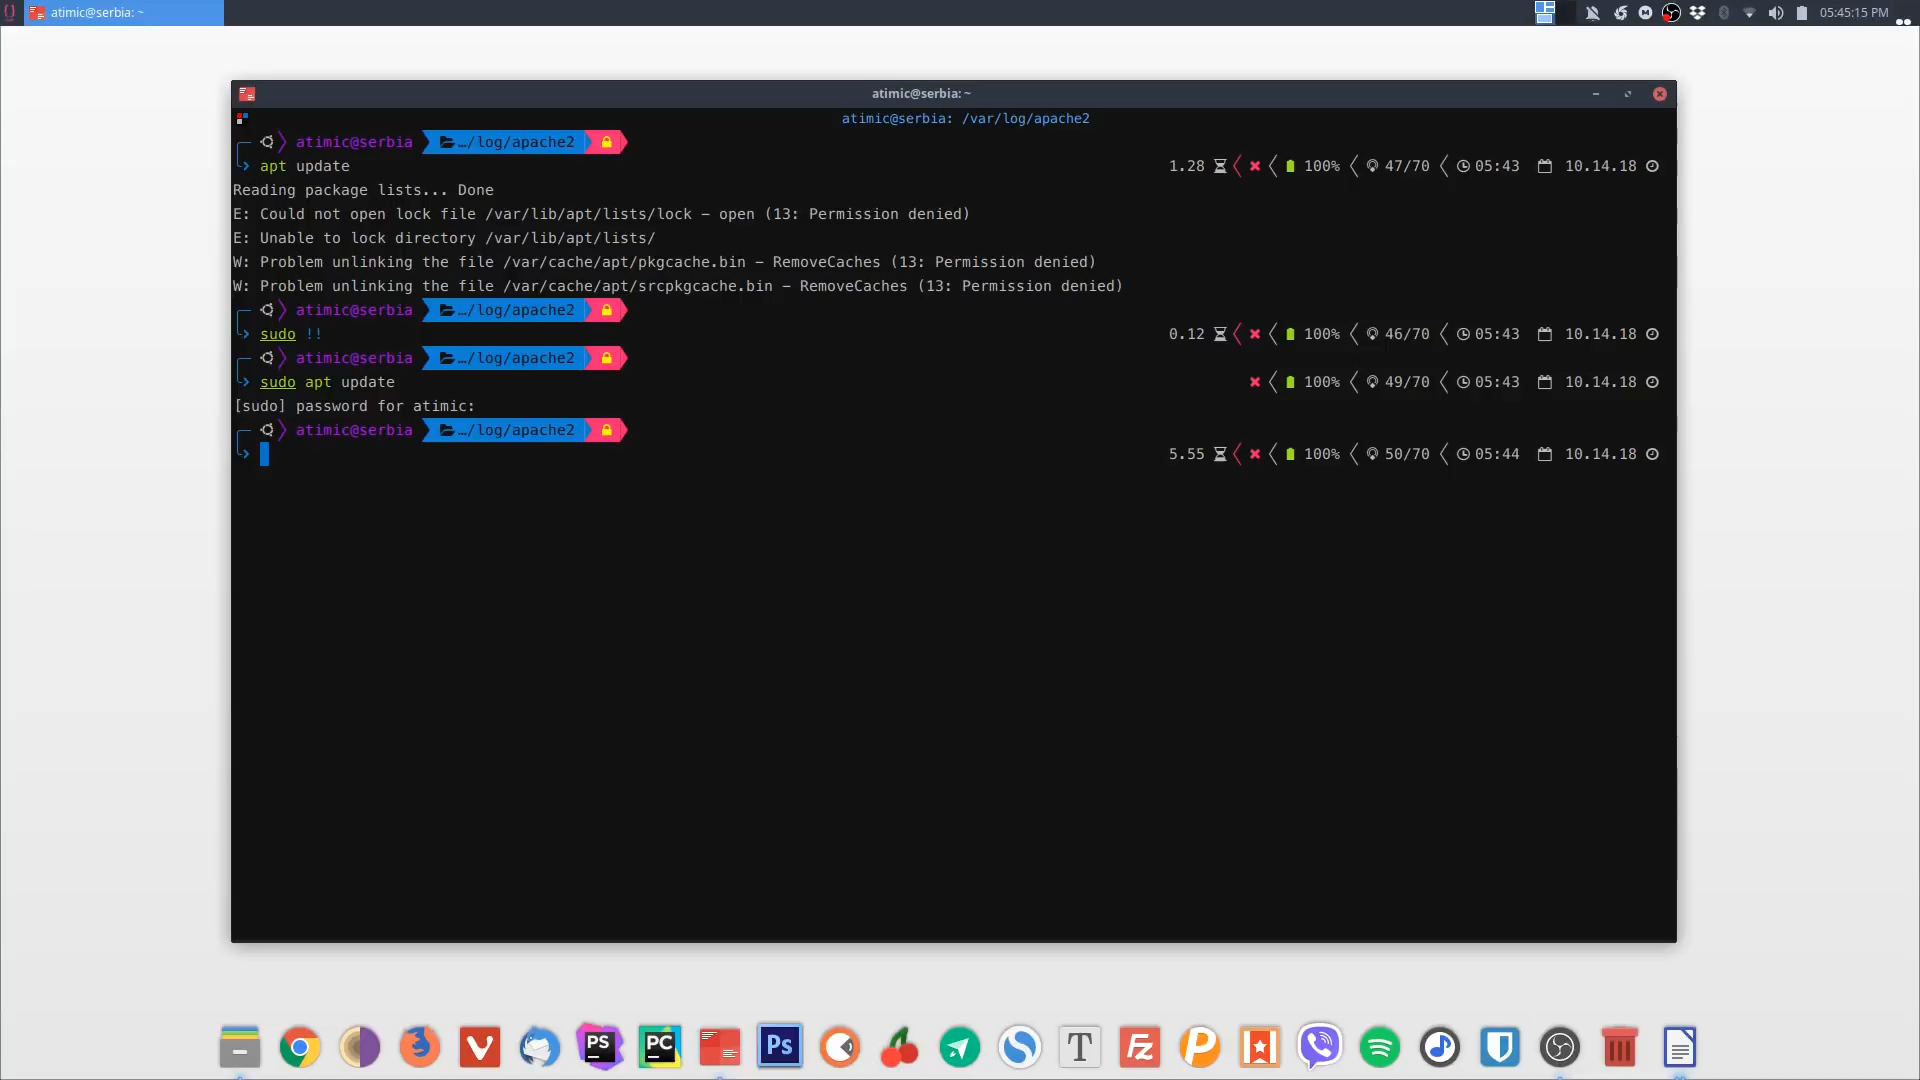 atimic@serbia: ~
05:45:15 PM
atimic@serbia: ~
atimic@serbia: /var/log/apache2
atimic@serbia …/log/apache2
apt update 1.28 100% 47/70 05:43 10.14.18
Reading package lists... Done
E: Could not open lock file /var/lib/apt/lists/lock - open (13: Permission denied)
E: Unable to lock directory /var/lib/apt/lists/
W: Problem unlinking the file /var/cache/apt/pkgcache.bin - RemoveCaches (13: Permission denied)
W: Problem unlinking the file /var/cache/apt/srcpkgcache.bin - RemoveCaches (13: Permission denied)
atimic@serbia …/log/apache2
sudo !! 0.12 100% 46/70 05:43 10.14.18
atimic@serbia …/log/apache2
sudo apt update 100% 49/70 05:43 10.14.18
[sudo] password for atimic:
atimic@serbia …/log/apache2
5.55 100% 50/70 05:44 10.14.18
PS PC Ps T Fz P